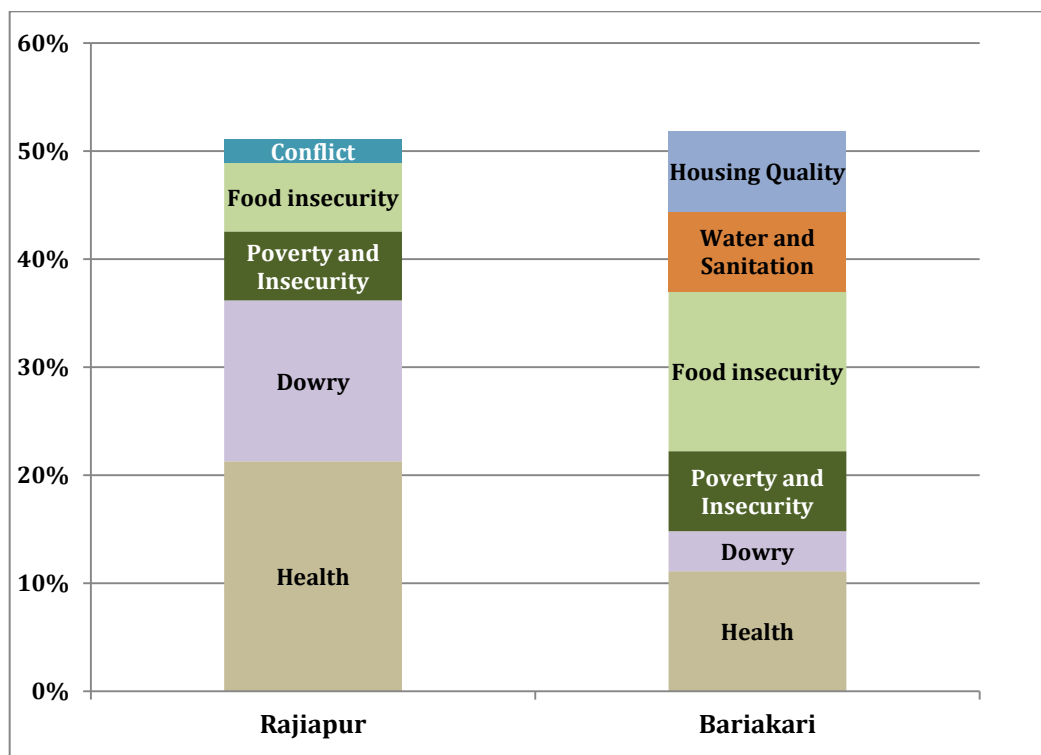 60%
50%
40%
30%
20%
10%
0%
Conflict
Food insecurity
Poverty and
Insecurity
Dowry
Health
Housing Quality
Water and
Sanitation
Food insecurity
Poverty and
Insecurity
Dowry
Health
Rajiapur
Bariakari